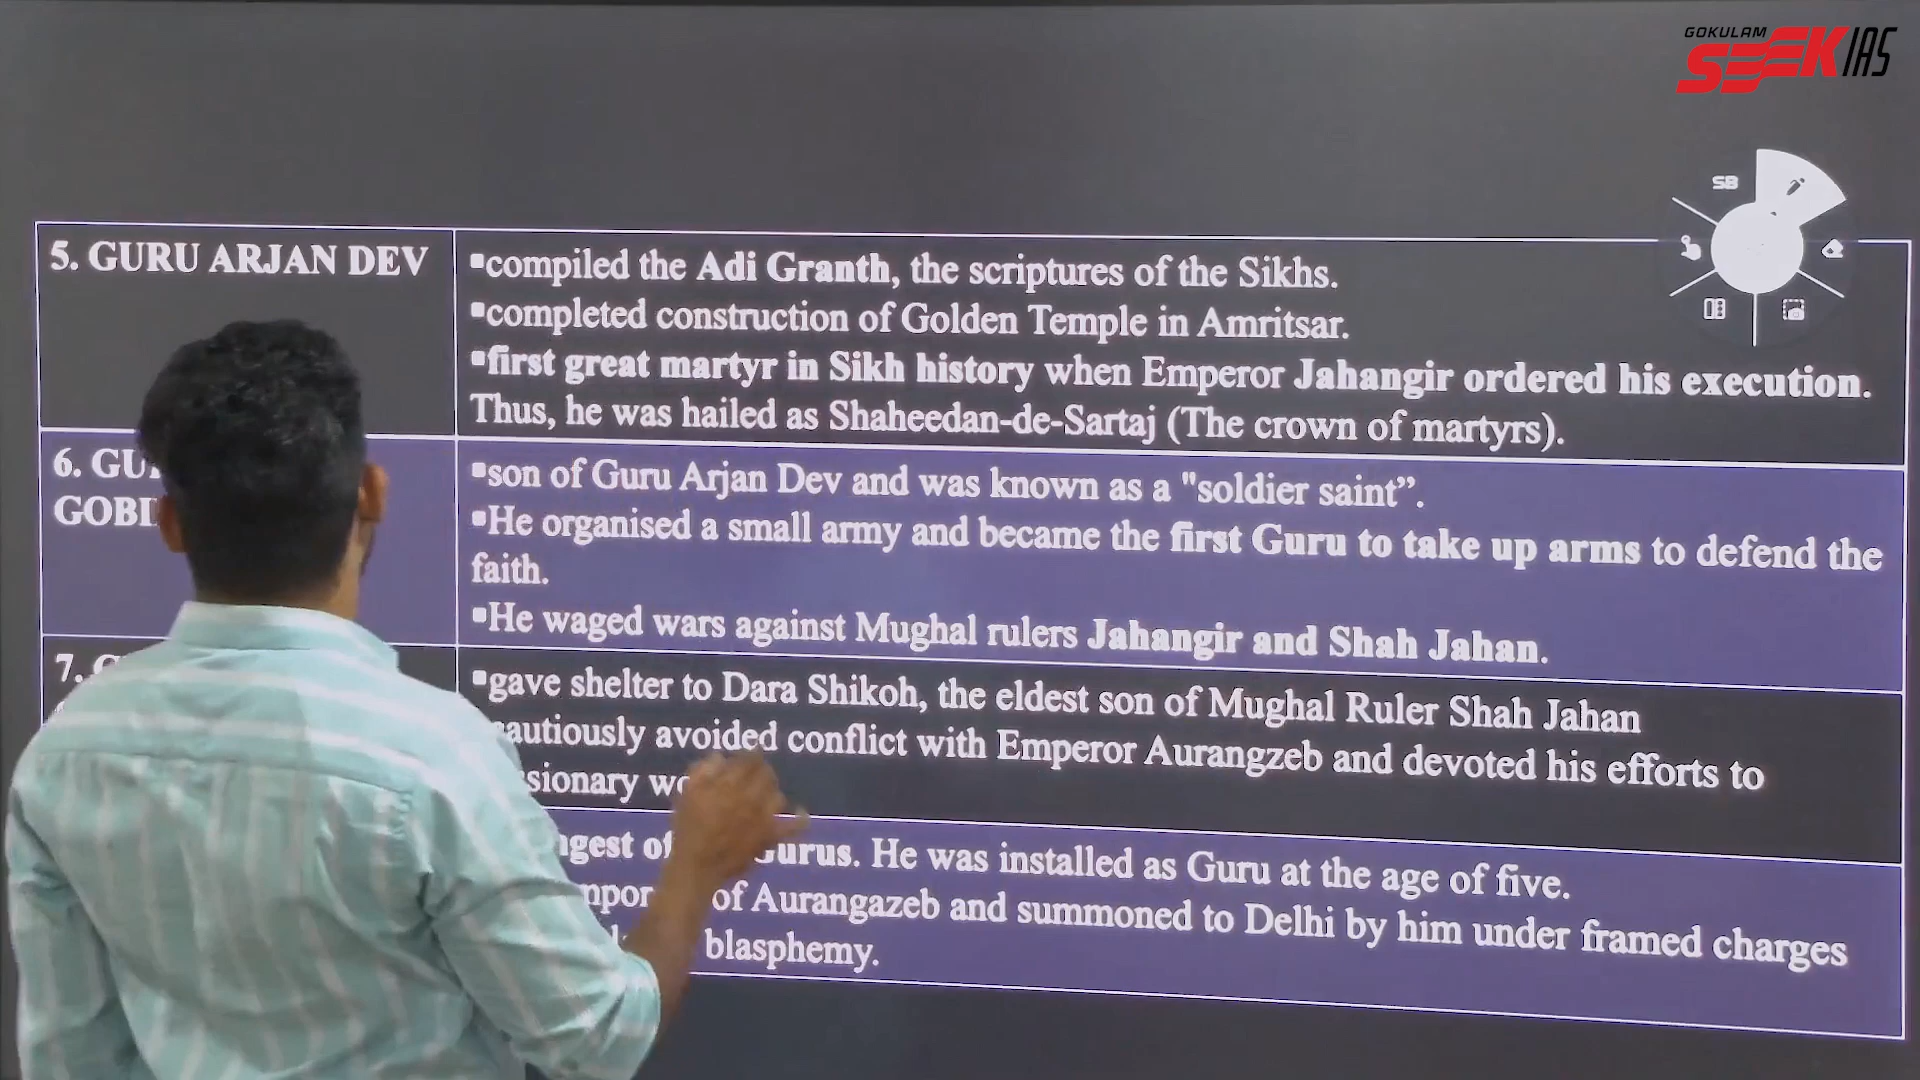 GOKULAM
SEEK IAS
SB
5. GURU ARJAN DEV
▪compiled the Adi Granth, the scriptures of the Sikhs.
▪completed construction of Golden Temple in Amritsar.
▪first great martyr in Sikh history when Emperor Jahangir ordered his execution.
Thus, he was hailed as Shaheedan-de-Sartaj (The crown of martyrs).
6.
▪son of Guru Arjan Dev and was known as a "soldier saint”.
▪He organised a small army and became the first Guru to take up arms to defend the
faith.
▪He waged wars against Mughal rulers Jahangir and Shah Jahan.
7.
▪gave shelter to Dara Shikoh, the eldest son of Mughal Ruler Shah Jahan
avoided conflict with Emperor Aurangzeb and devoted his efforts to
Gurus. He was installed as Guru at the age of five.
of Aurangazeb and summoned to Delhi by him under framed charges
blasphemy.